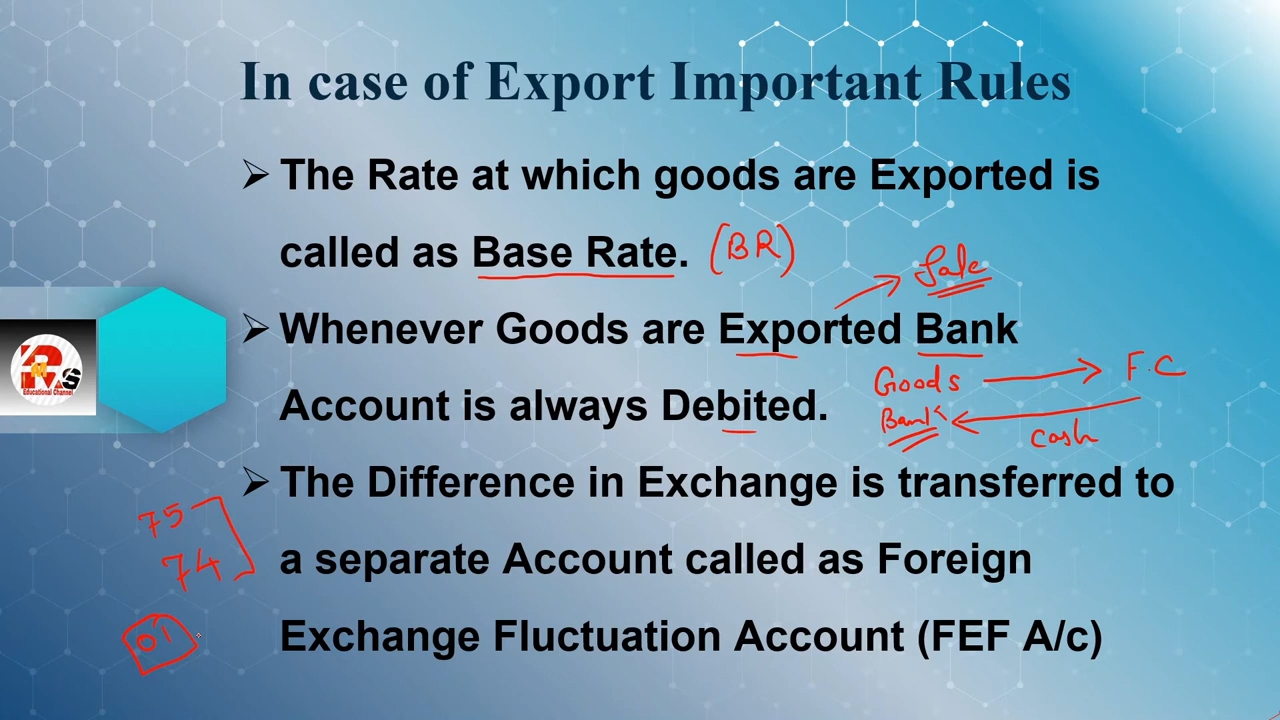 In case of Export Important Rules
➢ The Rate at which goods are Exported is
called as Base Rate. (BR)
Sale
➢ Whenever Goods are Exported Bank
Goods → F.C
Account is always Debited.
Bank ← cash
➢ The Difference in Exchange is transferred to
75
a separate Account called as Foreign
74
Exchange Fluctuation Account (FEF A/c)
01
Educational Channel